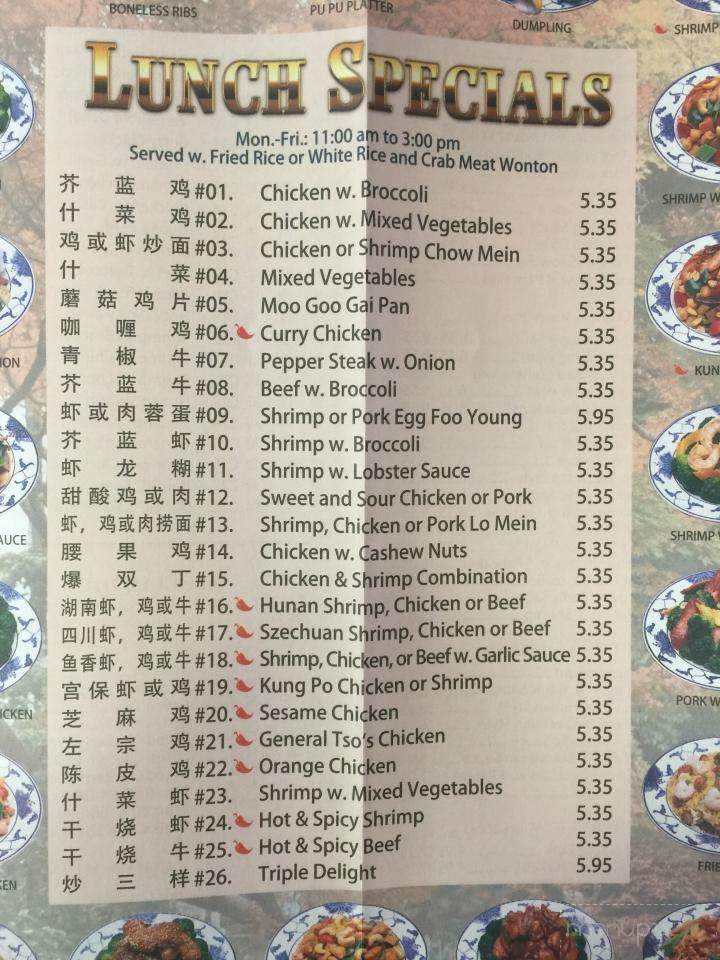 BONELESS RIBS
PU PU PLATTER
DUMPLING
SHRIMP
LUNCH SPECIALS
Mon.-Fri.: 11:00 am to 3:00 pm
Served w. Fried Rice or White Rice and Crab Meat Wonton
芥蓝鸡 #01. Chicken w. Broccoli 5.35
什菜鸡 #02. Chicken w. Mixed Vegetables 5.35
鸡或虾炒面 #03. Chicken or Shrimp Chow Mein 5.35
什菜 #04. Mixed Vegetables 5.35
蘑菇鸡片 #05. Moo Goo Gai Pan 5.35
咖喱鸡 #06. Curry Chicken 5.35
青椒牛 #07. Pepper Steak w. Onion 5.35
芥蓝牛 #08. Beef w. Broccoli 5.35
虾或肉蓉蛋 #09. Shrimp or Pork Egg Foo Young 5.95
芥蓝虾 #10. Shrimp w. Broccoli 5.35
虾龙糊 #11. Shrimp w. Lobster Sauce 5.35
甜酸鸡或肉 #12. Sweet and Sour Chicken or Pork 5.35
虾，鸡或肉捞面 #13. Shrimp, Chicken or Pork Lo Mein 5.35
腰果鸡 #14. Chicken w. Cashew Nuts 5.35
爆双丁 #15. Chicken & Shrimp Combination 5.35
湖南虾，鸡或牛 #16. Hunan Shrimp, Chicken or Beef 5.35
四川虾，鸡或牛 #17. Szechuan Shrimp, Chicken or Beef 5.35
鱼香虾，鸡或牛 #18. Shrimp, Chicken, or Beef w. Garlic Sauce 5.35
宫保虾或鸡 #19. Kung Po Chicken or Shrimp 5.35
芝麻鸡 #20. Sesame Chicken 5.35
左宗鸡 #21. General Tso's Chicken 5.35
陈皮鸡 #22. Orange Chicken 5.35
什菜虾 #23. Shrimp w. Mixed Vegetables 5.35
干烧虾 #24. Hot & Spicy Shrimp 5.35
干烧牛 #25. Hot & Spicy Beef 5.35
炒三样 #26. Triple Delight 5.95
SHRIMP W
KUN
SHRIMP W
PORK W
FRIE
ION
AUCE
ICKEN
KEN